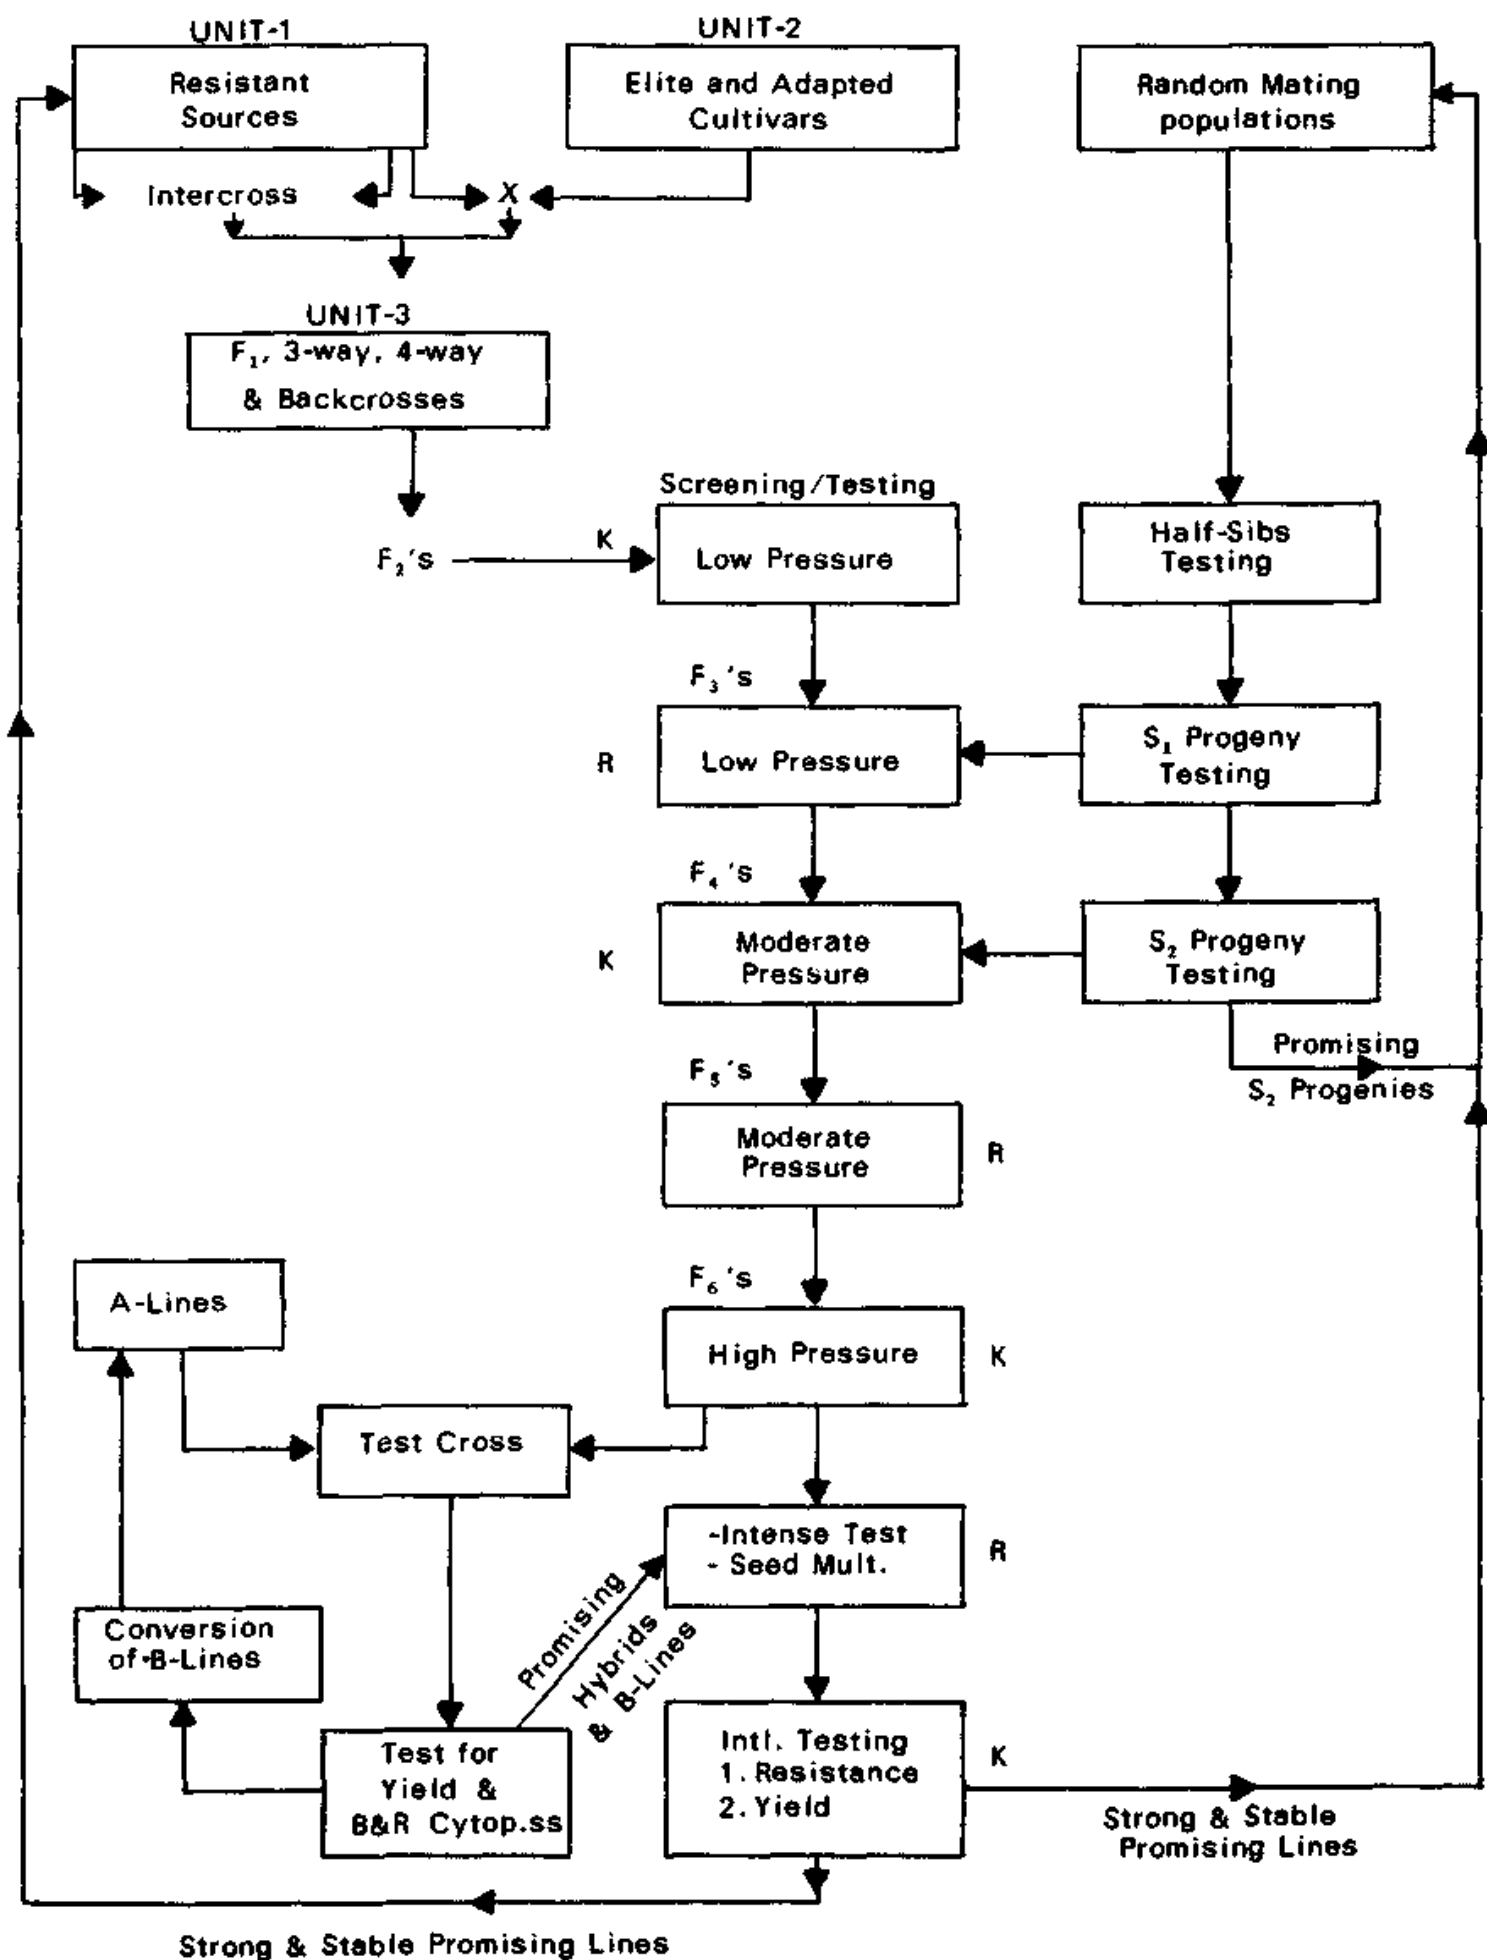 UNIT-1
Resistant
Sources
UNIT-2
Elite and Adapted
Cultivars
Random Mating
populations
Intercross
X
UNIT-3
F₁, 3-way, 4-way
& Backcrosses
F₂'s
K
Screening/Testing
Low Pressure
Half-Sibs
Testing
F₃'s
R
Low Pressure
S₁ Progeny
Testing
F₄'s
K
Moderate
Pressure
S₂ Progeny
Testing
Promising
S₂ Progenies
F₅'s
Moderate
Pressure
R
F₆'s
High Pressure
K
A-Lines
Test Cross
-Intense Test
- Seed Mult.
R
Conversion
of-B-Lines
Promising
Hybrids
& B-Lines
Test for
Yield &
B&R Cytop.ss
Intl. Testing
1. Resistance
2. Yield
K
Strong & Stable
Promising Lines
Strong & Stable Promising Lines